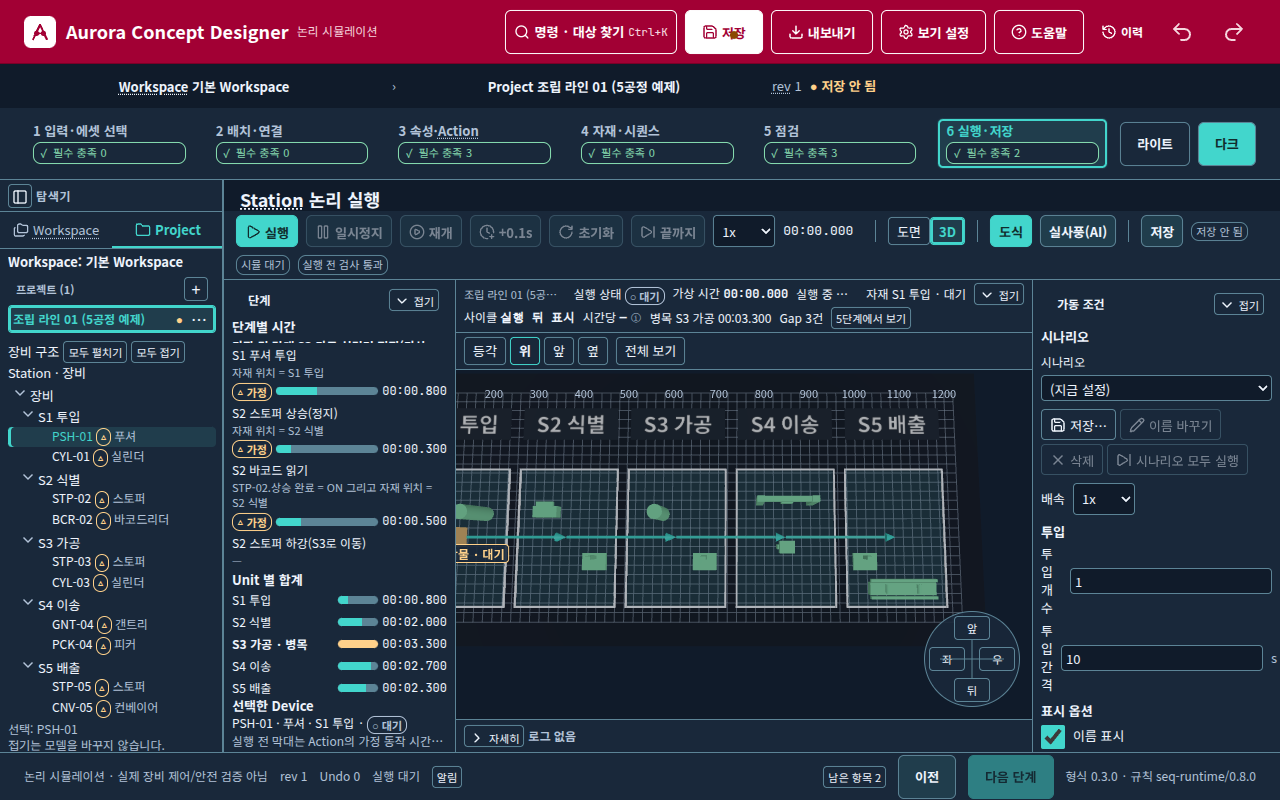 Aurora Concept Designer 논리 시뮬레이션
명령 · 대상 찾기 Ctrl+K
저장
내보내기
보기 설정
도움말
이력
Workspace 기본 Workspace
›
Project 조립 라인 01 (5공정 예제)
rev 1 ● 저장 안 됨
1 입력·에셋 선택
✓ 필수 충족 0
2 배치·연결
✓ 필수 충족 0
3 속성·Action
✓ 필수 충족 3
4 자재·시퀀스
✓ 필수 충족 0
5 점검
✓ 필수 충족 3
6 실행·저장
✓ 필수 충족 2
라이트
다크
탐색기
Workspace
Project
Workspace: 기본 Workspace
프로젝트 (1)
+
조립 라인 01 (5공정 예제) ● ···
장비 구조 모두 펼치기 모두 접기
Station · 장비
장비
S1 투입
PSH-01 푸셔
CYL-01 실린더
S2 식별
STP-02 스토퍼
BCR-02 바코드리더
S3 가공
STP-03 스토퍼
CYL-03 실린더
S4 이송
GNT-04 갠트리
PCK-04 피커
S5 배출
STP-05 스토퍼
CNV-05 컨베이어
선택: PSH-01
접기는 모델을 바꾸지 않습니다.
Station 논리 실행
실행
일시정지
재개
+0.1s
초기화
끝까지
1x
00:00.000
도면
3D
도식
실사풍(AI)
저장
저장 안 됨
시뮬 대기
실행 전 검사 통과
단계
접기
단계별 시간
S1 푸셔 투입
자재 위치 = S1 투입
가정 00:00.800
S2 스토퍼 상승(정지)
자재 위치 = S2 식별
가정 00:00.300
S2 바코드 읽기
STP-02.상승 완료 = ON 그리고 자재 위치 =
S2 식별
가정 00:00.500
S2 스토퍼 하강(S3로 이동)
—
Unit 별 합계
S1 투입 00:00.800
S2 식별 00:02.000
S3 가공 · 병목 00:03.300
S4 이송 00:02.700
S5 배출 00:02.300
선택한 Device
PSH-01 · 푸셔 · S1 투입 · ○ 대기
실행 전 막대는 Action의 가정 동작 시간···
조립 라인 01 (5공···
실행 상태 ○ 대기
가상 시간 00:00.000
실행 중 ···
자재 S1 투입 · 대기
접기
사이클 실행 뒤 표시
시간당 — ⓘ
병목 S3 가공 00:03.300
Gap 3건
5단계에서 보기
등각
위
앞
옆
전체 보기
200 300 400 500 600 700 800 900 1000 1100 1200
투입
S2 식별
S3 가공
S4 이송
S5 배출
물 · 대기
앞
좌
우
뒤
자세히
로그 없음
가동 조건
접기
시나리오
시나리오
(지금 설정)
저장···
이름 바꾸기
삭제
시나리오 모두 실행
배속 1x
투입
투입 개수 1
투입 간격 10 s
표시 옵션
이름 표시
논리 시뮬레이션 · 실제 장비 제어/안전 검증 아님
rev 1
Undo 0
실행 대기
알림
남은 항목 2
이전
다음 단계
형식 0.3.0 · 규칙 seq-runtime/0.8.0